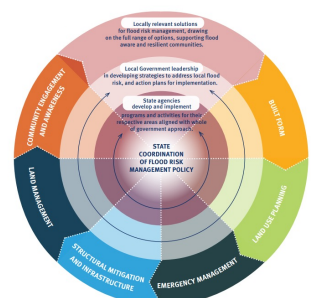 Locally relevant solutions
for flood risk management, drawing
on the full range of options, supporting flood
aware and resilient communities.
Local Government leadership
in developing strategies to address local flood
risk, and action plans for implementation.
State agencies
develop and implement
programs and activities for their
respective areas aligned with whole
of government approach.
STATE
COORDINATION
OF FLOOD RISK
MANAGEMENT POLICY
COMMUNITY ENGAGEMENT
AND AWARENESS
BUILT FORM
LAND USE PLANNING
EMERGENCY MANAGEMENT
STRUCTURAL MITIGATION
AND INFRASTRUCTURE
LAND MANAGEMENT